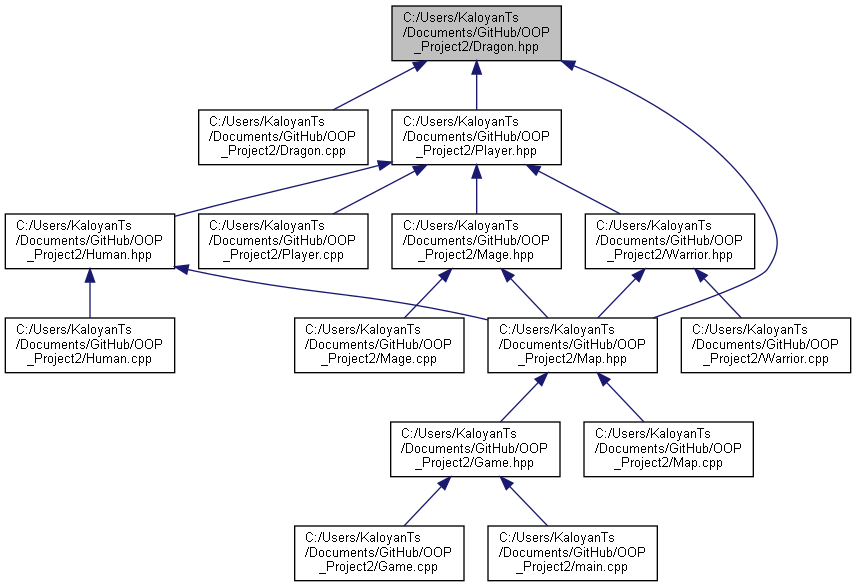 C:/Users/KaloyanTs
/Documents/GitHub/OOP
_Project2/Dragon.hpp
C:/Users/KaloyanTs
/Documents/GitHub/OOP
_Project2/Dragon.cpp
C:/Users/KaloyanTs
/Documents/GitHub/OOP
_Project2/Player.hpp
C:/Users/KaloyanTs
/Documents/GitHub/OOP
_Project2/Human.hpp
C:/Users/KaloyanTs
/Documents/GitHub/OOP
_Project2/Player.cpp
C:/Users/KaloyanTs
/Documents/GitHub/OOP
_Project2/Mage.hpp
C:/Users/KaloyanTs
/Documents/GitHub/OOP
_Project2/Warrior.hpp
C:/Users/KaloyanTs
/Documents/GitHub/OOP
_Project2/Human.cpp
C:/Users/KaloyanTs
/Documents/GitHub/OOP
_Project2/Mage.cpp
C:/Users/KaloyanTs
/Documents/GitHub/OOP
_Project2/Map.hpp
C:/Users/KaloyanTs
/Documents/GitHub/OOP
_Project2/Warrior.cpp
C:/Users/KaloyanTs
/Documents/GitHub/OOP
_Project2/Game.hpp
C:/Users/KaloyanTs
/Documents/GitHub/OOP
_Project2/Map.cpp
C:/Users/KaloyanTs
/Documents/GitHub/OOP
_Project2/Game.cpp
C:/Users/KaloyanTs
/Documents/GitHub/OOP
_Project2/main.cpp